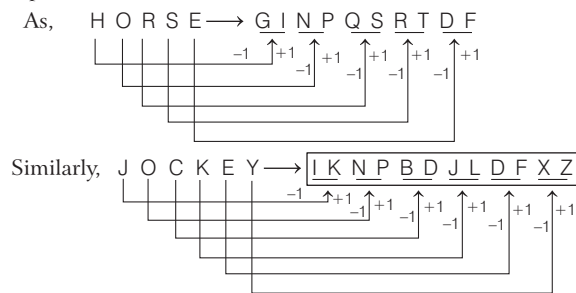 As, H O R S E → G I N P Q S R T D F
–1 +1 –1 +1 –1 +1 –1 +1 –1 +1
Similarly, J O C K E Y → I K N P B D J L D F X Z
–1 +1 –1 +1 –1 +1 –1 +1 –1 +1 –1 +1